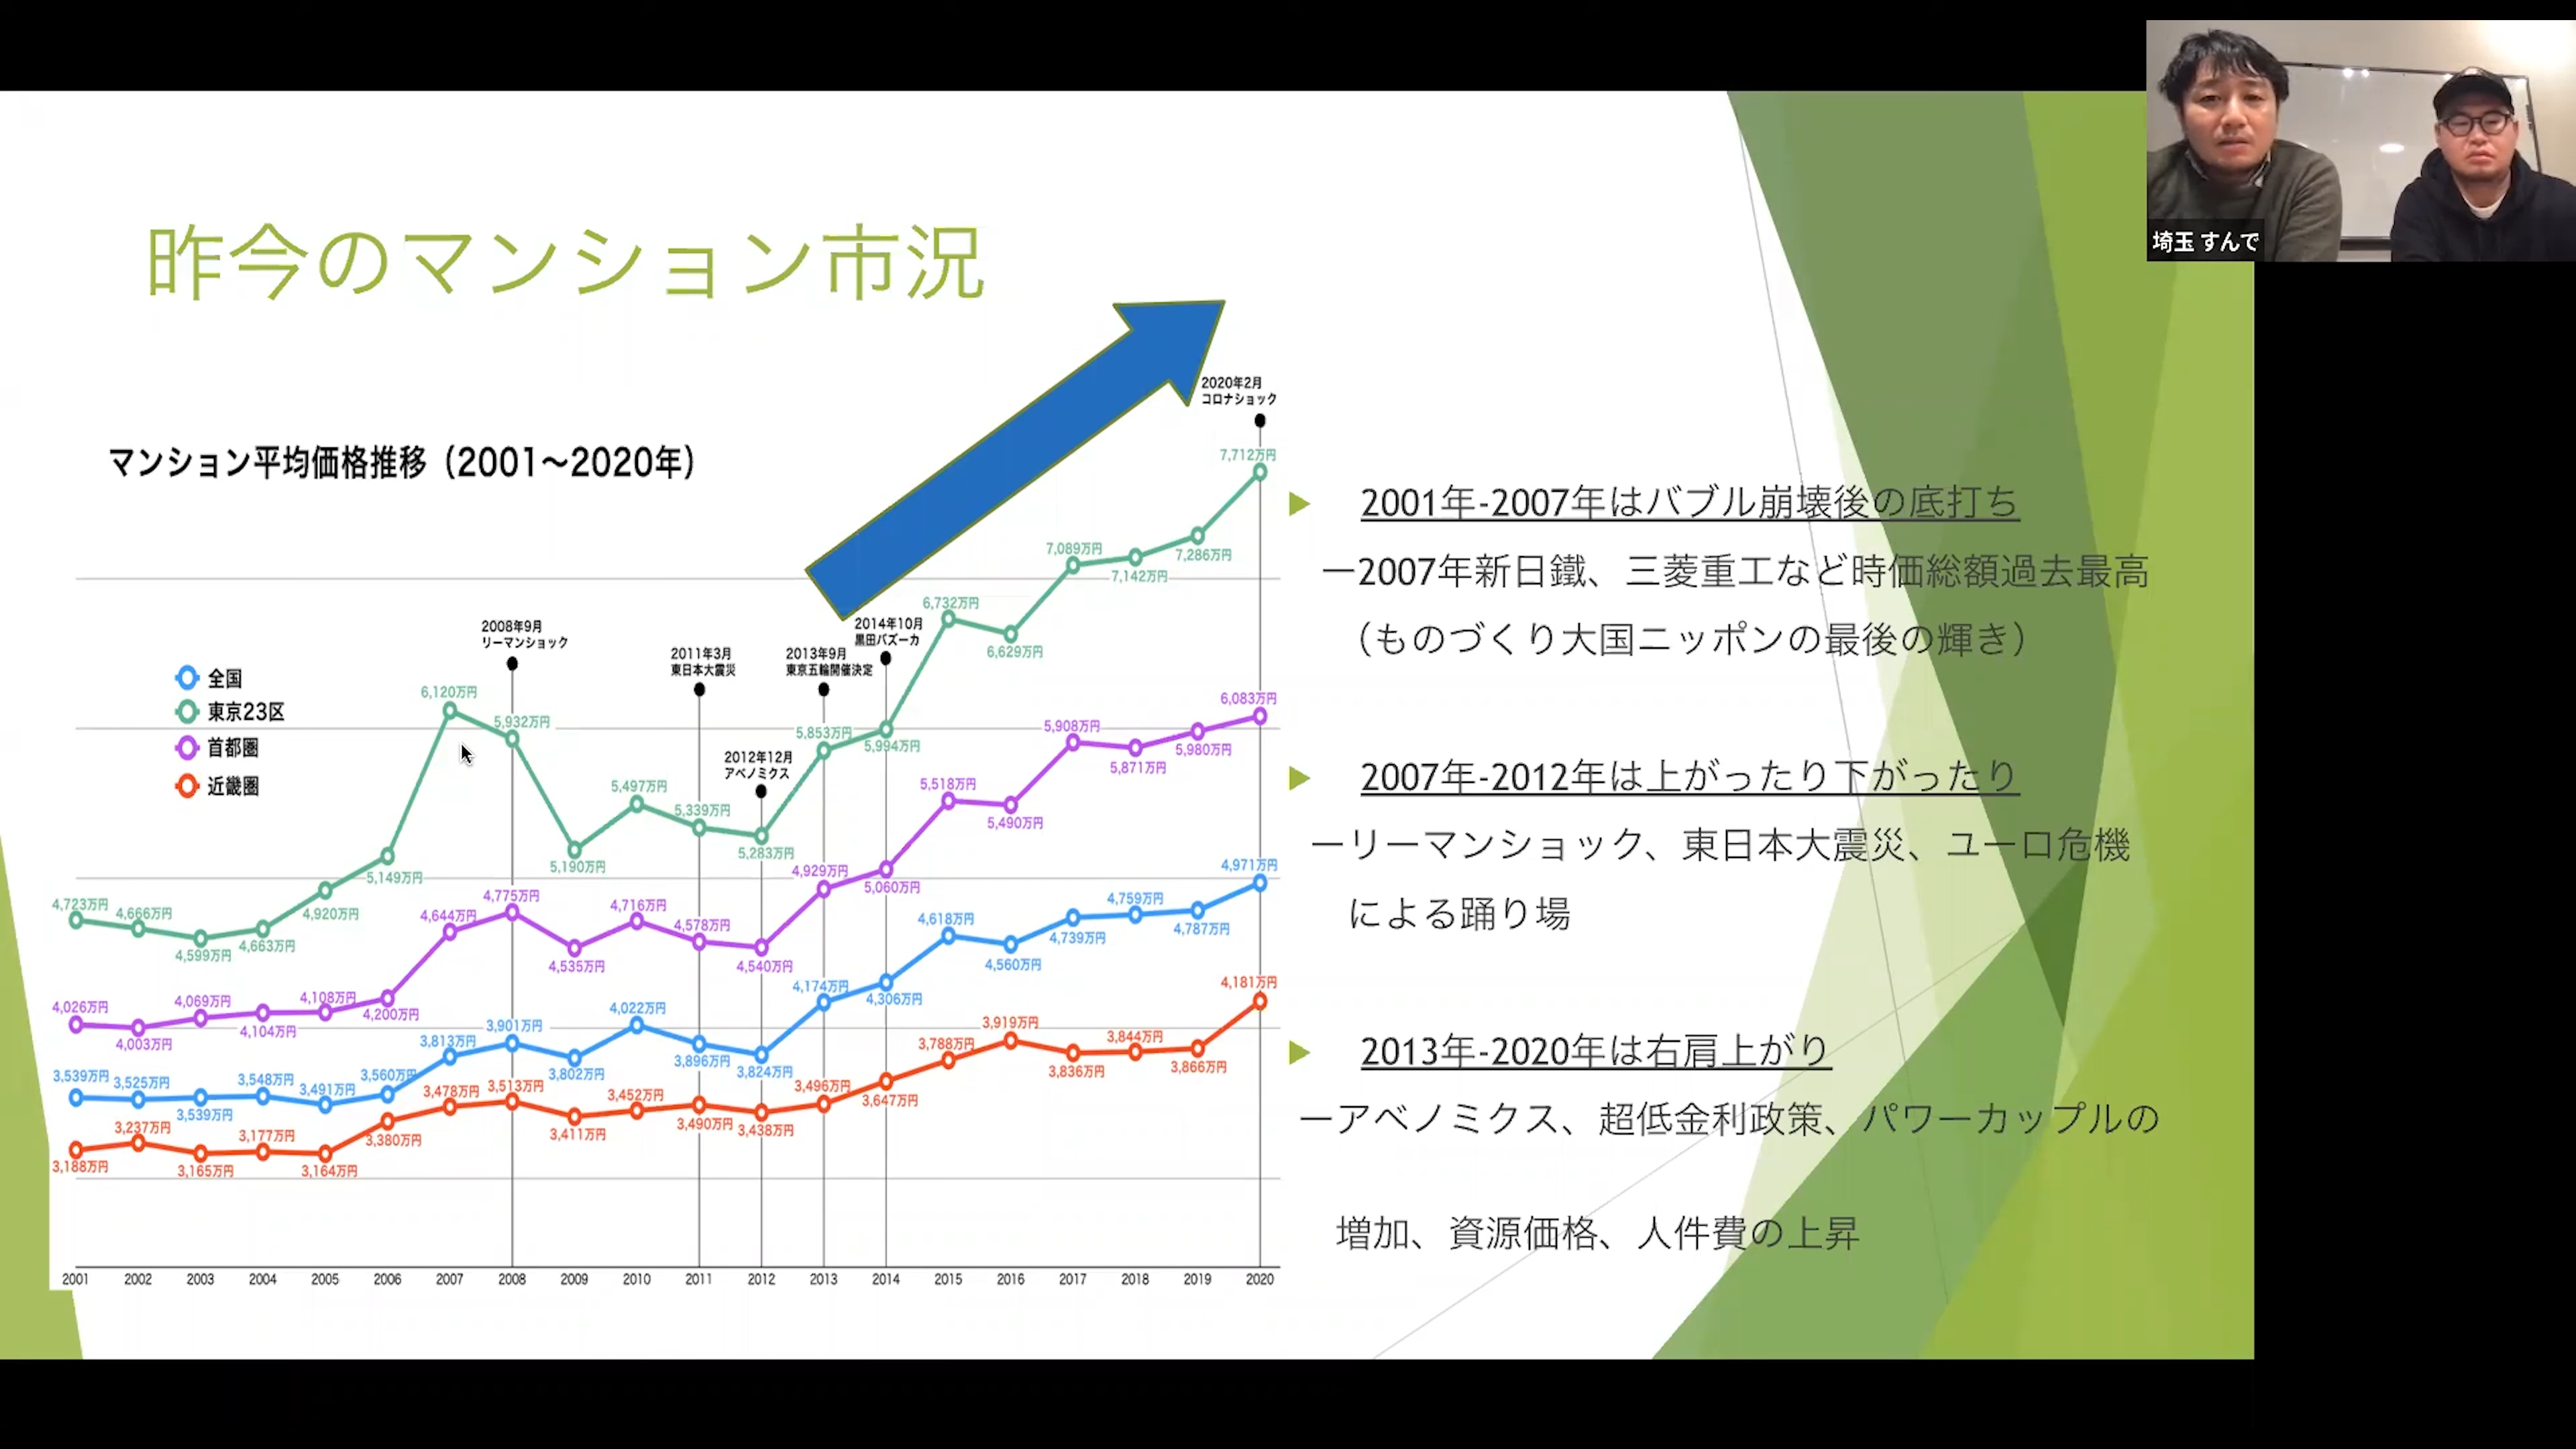 昨今のマンション市況
埼玉 すんで
マンション平均価格推移（2001〜2020年）
全国
東京23区
首都圏
近畿圏
2008年9月
リーマンショック
2011年3月
東日本大震災
2012年12月
アベノミクス
2013年9月
東京五輪開催決定
2014年10月
黒田バズーカ
2020年2月
コロナショック
4,723万円 4,666万円 4,599万円 4,663万円 4,920万円 5,149万円 6,120万円 5,932万円 5,190万円 5,497万円 5,339万円 5,283万円 5,853万円 5,994万円 6,732万円 6,629万円 7,089万円 7,142万円 7,286万円 7,712万円
4,026万円 4,003万円 4,069万円 4,104万円 4,108万円 4,200万円 4,644万円 4,775万円 4,535万円 4,716万円 4,578万円 4,540万円 4,929万円 5,060万円 5,518万円 5,490万円 5,908万円 5,871万円 5,980万円 6,083万円
3,539万円 3,525万円 3,539万円 3,548万円 3,491万円 3,560万円 3,813万円 3,901万円 3,802万円 4,022万円 3,896万円 3,824万円 4,174万円 4,306万円 4,618万円 4,560万円 4,739万円 4,759万円 4,787万円 4,971万円
3,188万円 3,237万円 3,165万円 3,177万円 3,164万円 3,380万円 3,478万円 3,513万円 3,411万円 3,452万円 3,490万円 3,438万円 3,496万円 3,647万円 3,788万円 3,919万円 3,836万円 3,844万円 3,866万円 4,181万円
2001 2002 2003 2004 2005 2006 2007 2008 2009 2010 2011 2012 2013 2014 2015 2016 2017 2018 2019 2020
2001年-2007年はバブル崩壊後の底打ち
ー2007年新日鐵、三菱重工など時価総額過去最高
（ものづくり大国ニッポンの最後の輝き）
2007年-2012年は上がったり下がったり
ーリーマンショック、東日本大震災、ユーロ危機
による踊り場
2013年-2020年は右肩上がり
ーアベノミクス、超低金利政策、パワーカップルの
増加、資源価格、人件費の上昇